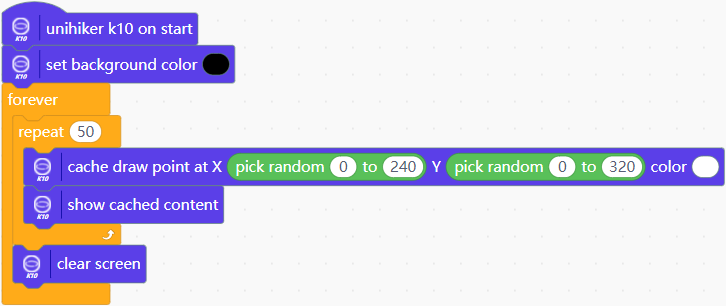 K10 unihiker k10 on start
K10 set background color
forever
repeat 50
K10 cache draw point at X pick random 0 to 240 Y pick random 0 to 320 color
K10 show cached content
K10 clear screen